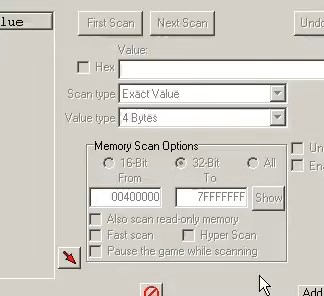 First Scan Next Scan
lue
Value:
Hex
Scan type Exact Value
Value type 4 Bytes
Memory Scan Options
16-Bit 32-Bit All
From To
00400000 7FFFFFFF Show
Also scan read-only memory
Fast scan Hyper Scan
Pause the game while scanning
Add